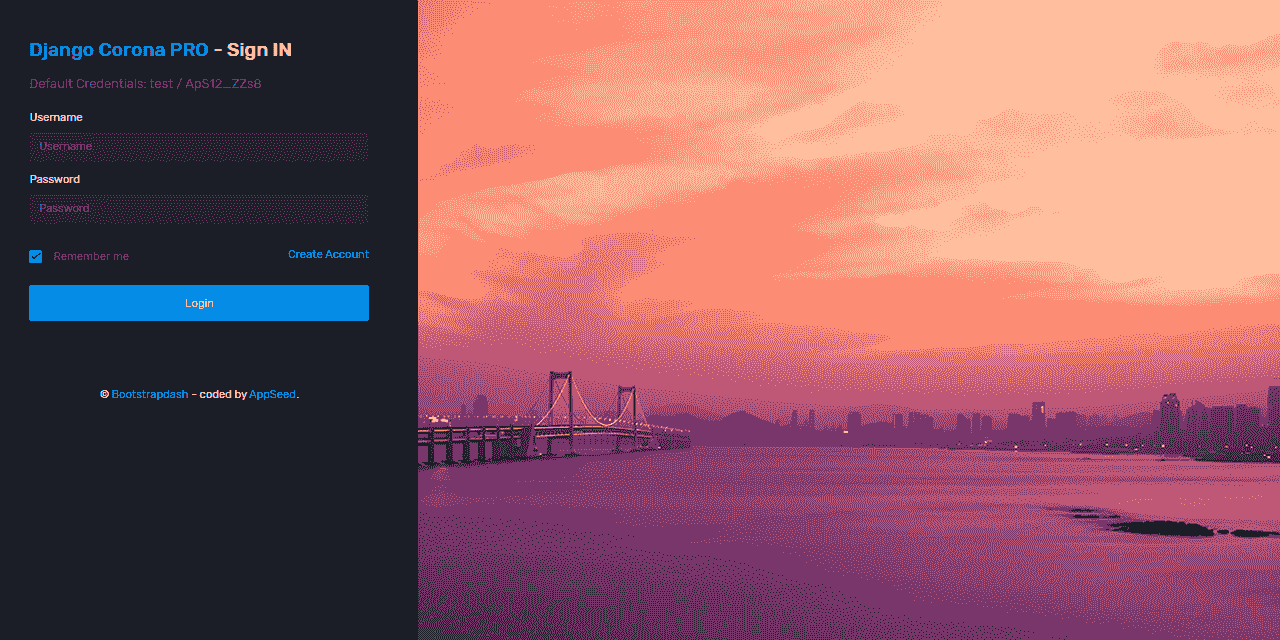 Django Corona PRO - Sign IN
Default Credentials: test / ApS12_ZZs8
Username
Username
Password
Password
Remember me
Create Account
Login
© Bootstrapdash - coded by AppSeed.